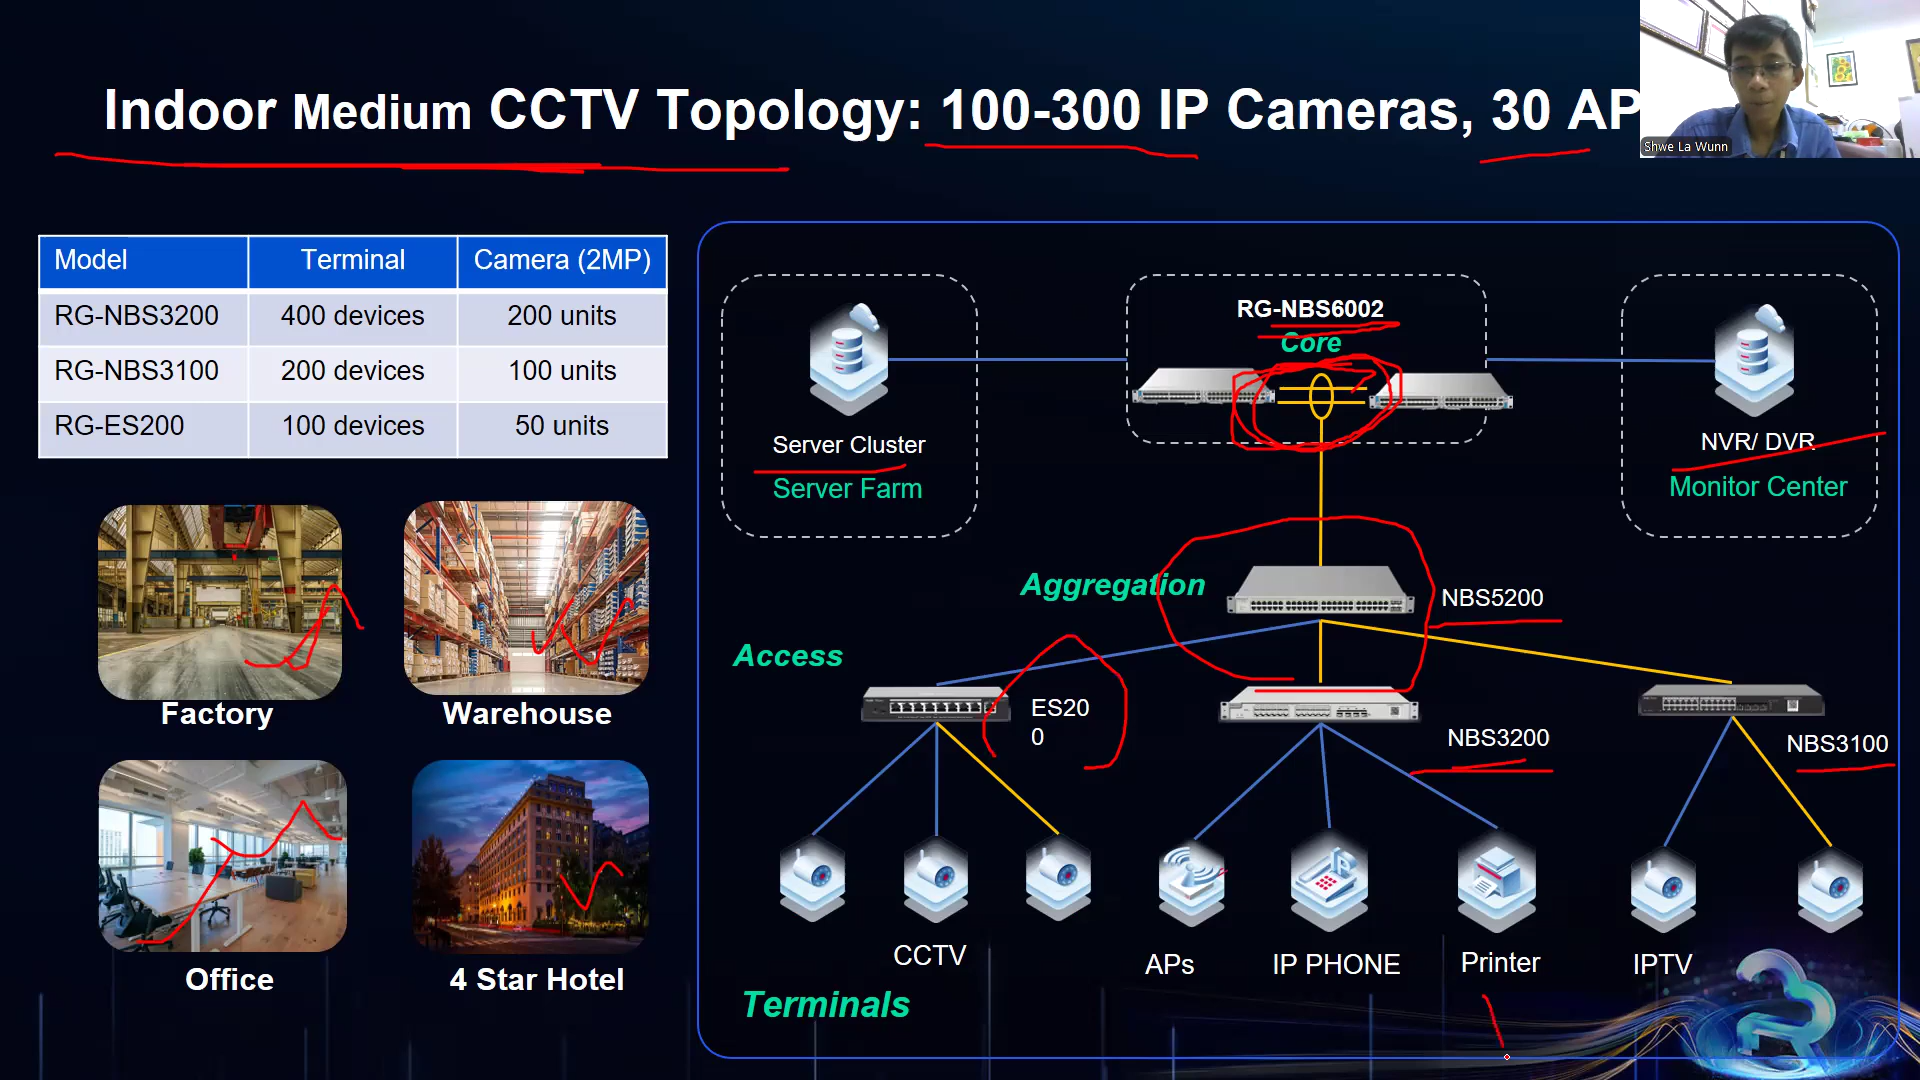 Indoor Medium CCTV Topology: 100-300 IP Cameras, 30 AP
Shwe La Wunn
Model Terminal Camera (2MP)
RG-NBS3200 400 devices 200 units
RG-NBS3100 200 devices 100 units
RG-ES200 100 devices 50 units
Factory
Warehouse
Office
4 Star Hotel
RG-NBS6002
Core
Server Cluster
Server Farm
NVR/ DVR
Monitor Center
Aggregation
NBS5200
Access
ES20
0
NBS3200
NBS3100
CCTV
APs
IP PHONE
Printer
IPTV
Terminals